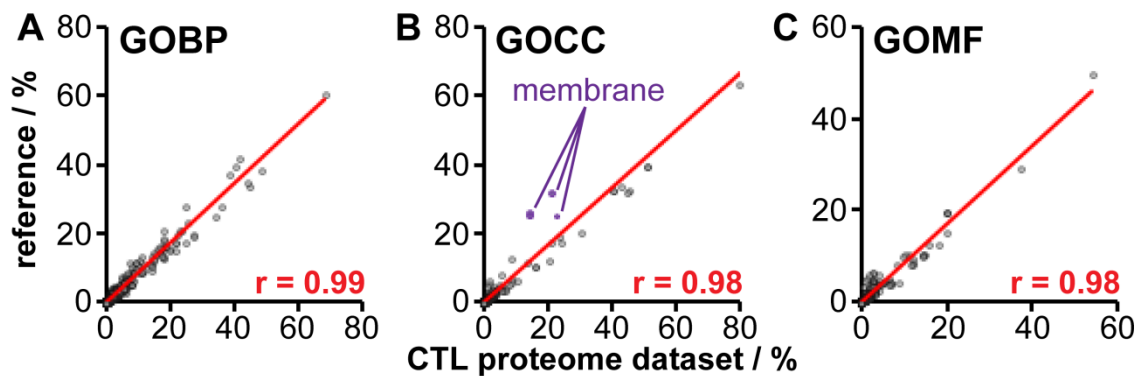 A GOBP
80
60
40
20
0
0 20 40 60 80
r = 0.99
reference / %
B GOCC
membrane
80
60
40
20
0
0 20 40 60 80
r = 0.98
CTL proteome dataset / %
C GOMF
60
40
20
0
0 20 40 60
r = 0.98